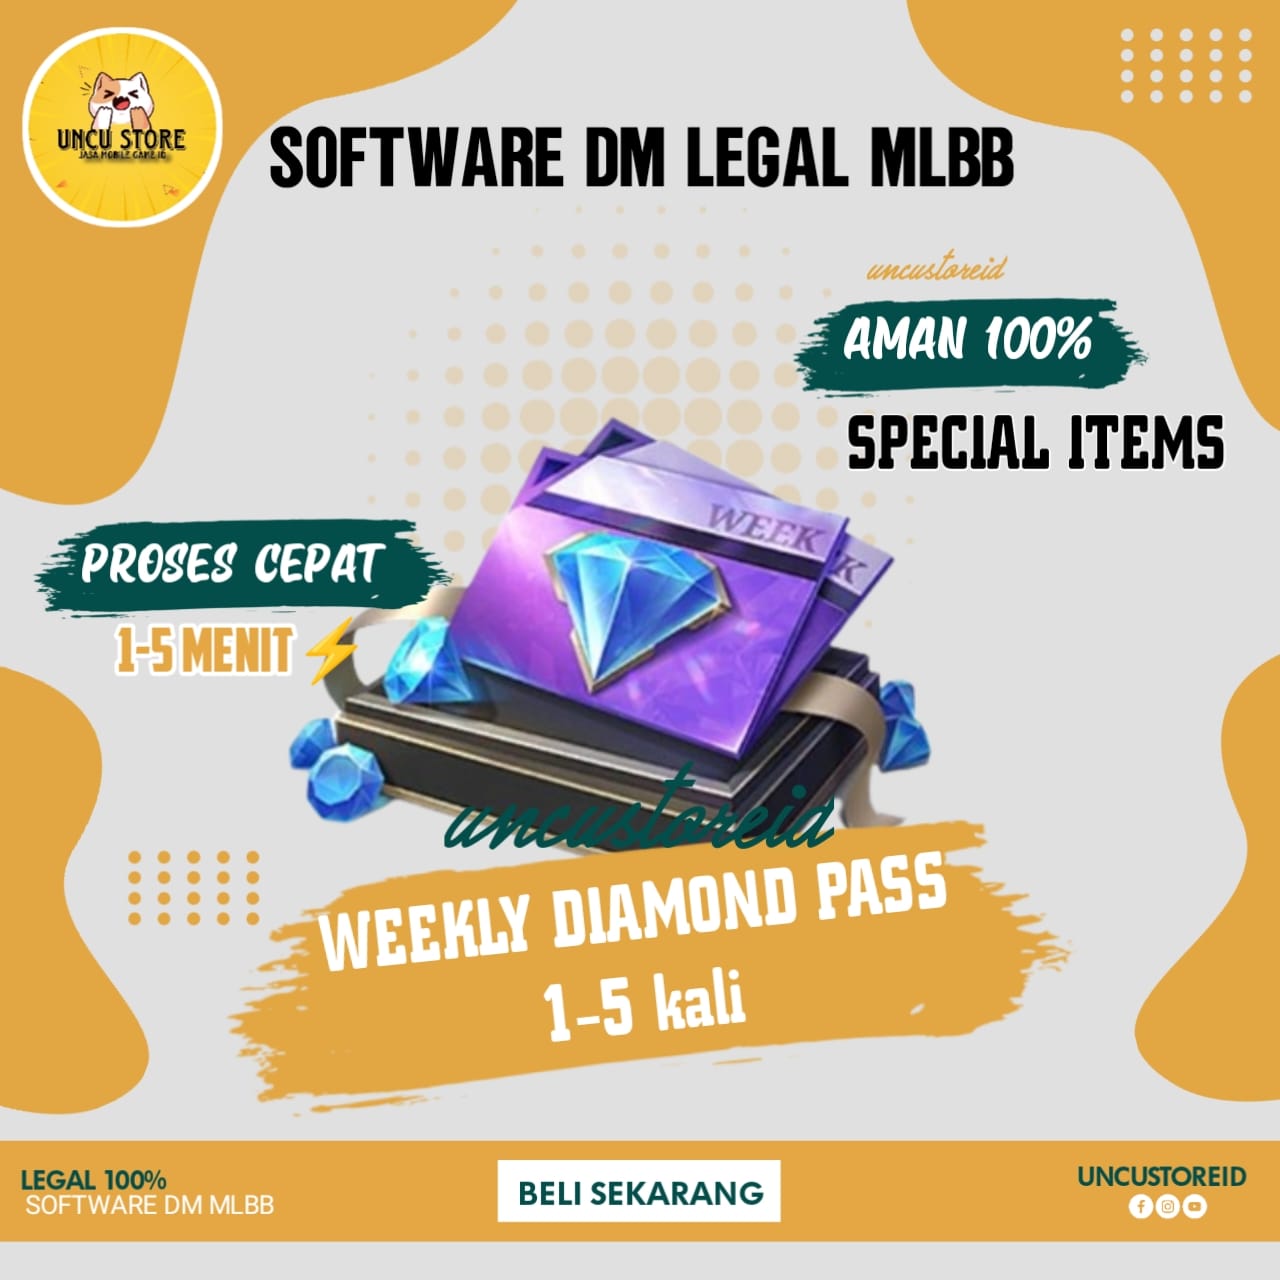 UNCU STORE
JASA MOBILE GAME ID
SOFTWARE DM LEGAL MLBB
uncustoreid
AMAN 100%
SPECIAL ITEMS
WEEK
K
PROSES CEPAT
1-5 MENIT⚡
uncustoreid
WEEKLY DIAMOND PASS
1-5 kali
LEGAL 100%
SOFTWARE DM MLBB
BELI SEKARANG
UNCUSTOREID